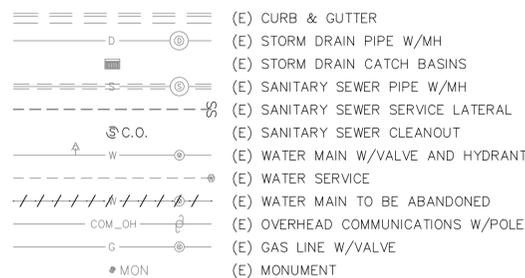 (E) CURB & GUTTER
D D (E) STORM DRAIN PIPE W/MH
(E) STORM DRAIN CATCH BASINS
S S (E) SANITARY SEWER PIPE W/MH
SS (E) SANITARY SEWER SERVICE LATERAL
C.O. (E) SANITARY SEWER CLEANOUT
W (E) WATER MAIN W/VALVE AND HYDRANT
(E) WATER SERVICE
W (E) WATER MAIN TO BE ABANDONED
COM_OH (E) OVERHEAD COMMUNICATIONS W/POLE
G (E) GAS LINE W/VALVE
MON (E) MONUMENT